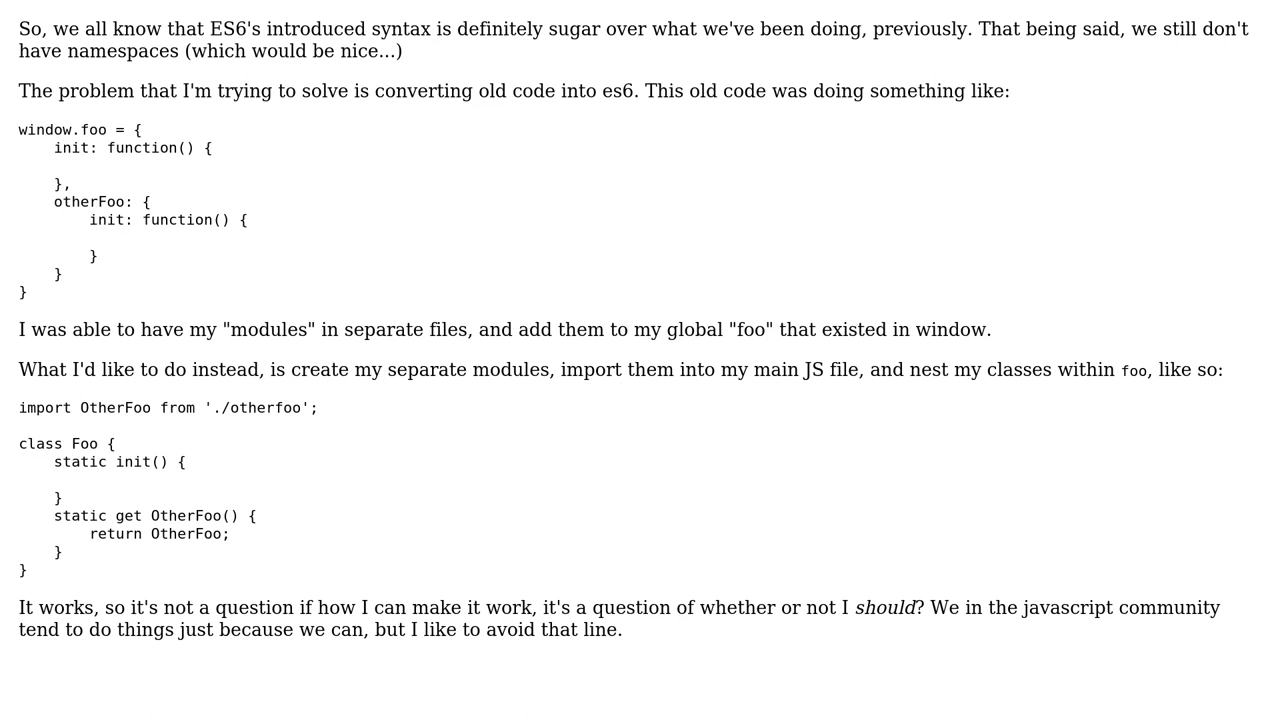 So, we all know that ES6's introduced syntax is definitely sugar over what we've been doing, previously. That being said, we still don't
have namespaces (which would be nice...)
The problem that I'm trying to solve is converting old code into es6. This old code was doing something like:
window.foo = {
    init: function() {

    },
    otherFoo: {
        init: function() {

        }
    }
}
I was able to have my "modules" in separate files, and add them to my global "foo" that existed in window.
What I'd like to do instead, is create my separate modules, import them into my main JS file, and nest my classes within foo, like so:
import OtherFoo from './otherfoo';

class Foo {
    static init() {

    }
    static get OtherFoo() {
        return OtherFoo;
    }
}
It works, so it's not a question if how I can make it work, it's a question of whether or not I should? We in the javascript community
tend to do things just because we can, but I like to avoid that line.